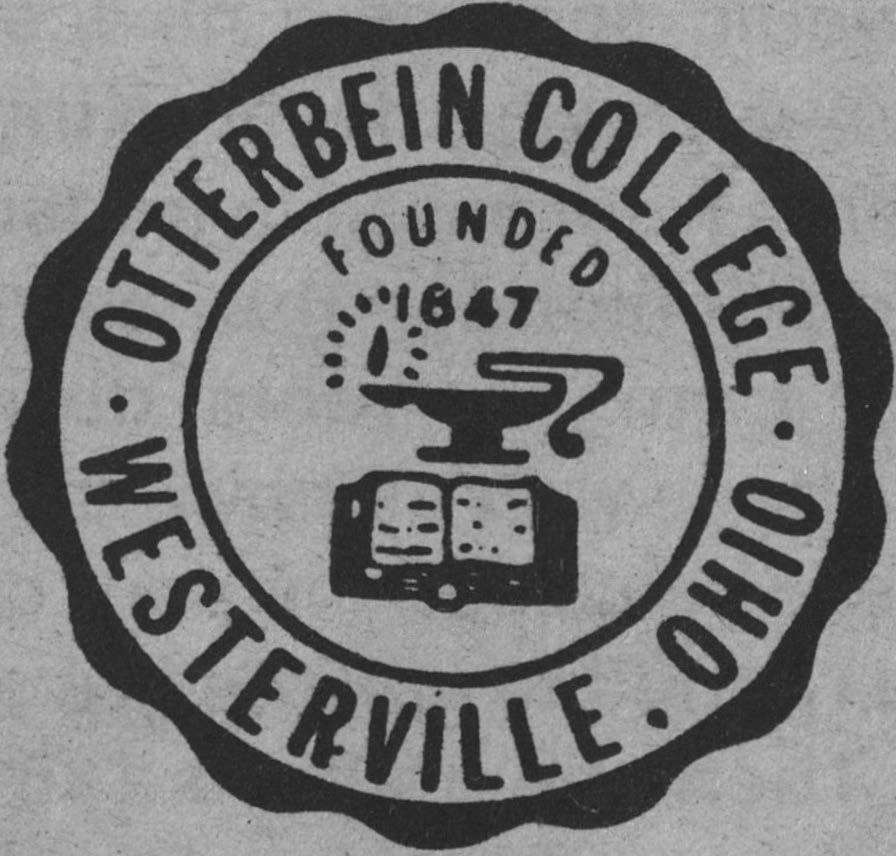 OTTERBEIN COLLEGE
WESTERVILLE. OHIO
FOUNDED
1847